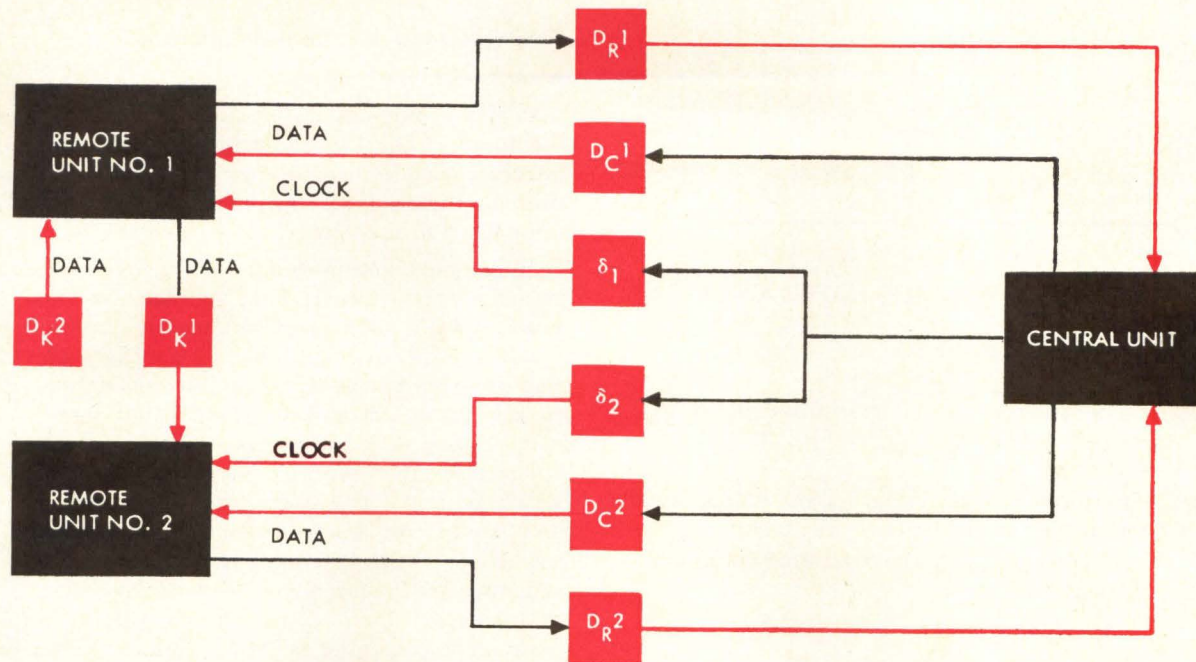 D_R 1
REMOTE
UNIT NO. 1
DATA
D_C 1
CLOCK
δ_1
DATA
DATA
D_K 2
D_K 1
CENTRAL UNIT
δ_2
CLOCK
REMOTE
UNIT NO. 2
D_C 2
DATA
D_R 2